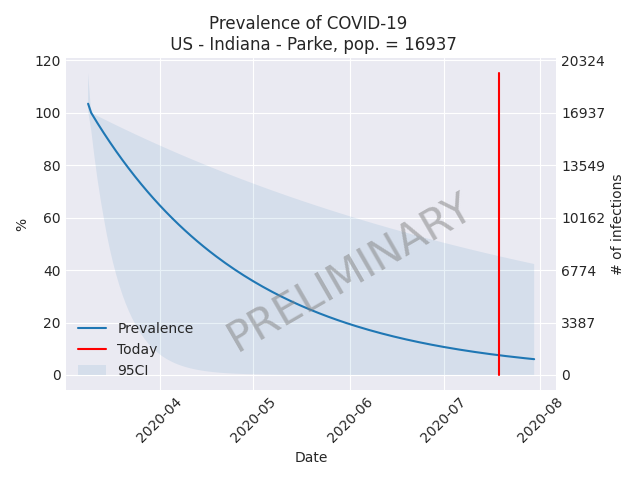 Prevalence of COVID-19
US - Indiana - Parke, pop. = 16937
120
100
80
60
40
20
0
%
20324
16937
13549
10162
6774
3387
0
# of infections
PRELIMINARY
Prevalence
Today
95CI
2020-04
2020-05
2020-06
2020-07
2020-08
Date